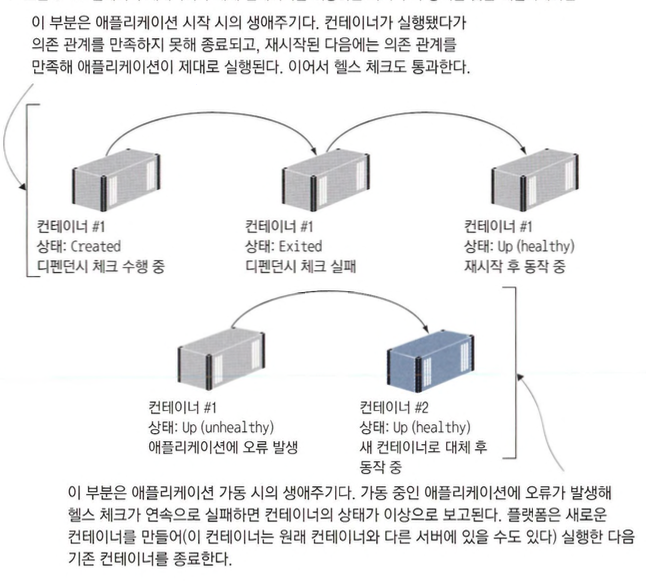 이 부분은 애플리케이션 시작 시의 생애주기다. 컨테이너가 실행됐다가
의존 관계를 만족하지 못해 종료되고, 재시작된 다음에는 의존 관계를
만족해 애플리케이션이 제대로 실행된다. 이어서 헬스 체크도 통과한다.
컨테이너 #1
상태: Created
디펜던시 체크 수행 중
컨테이너 #1
상태: Exited
디펜던시 체크 실패
컨테이너 #1
상태: Up (healthy)
재시작 후 동작 중
컨테이너 #1
상태: Up (unhealthy)
애플리케이션에 오류 발생
컨테이너 #2
상태: Up (healthy)
새 컨테이너로 대체 후
동작 중
이 부분은 애플리케이션 가동 시의 생애주기다. 가동 중인 애플리케이션에 오류가 발생해
헬스 체크가 연속으로 실패하면 컨테이너의 상태가 이상으로 보고된다. 플랫폼은 새로운
컨테이너를 만들어(이 컨테이너는 원래 컨테이너와 다른 서버에 있을 수도 있다) 실행한 다음
기존 컨테이너를 종료한다.